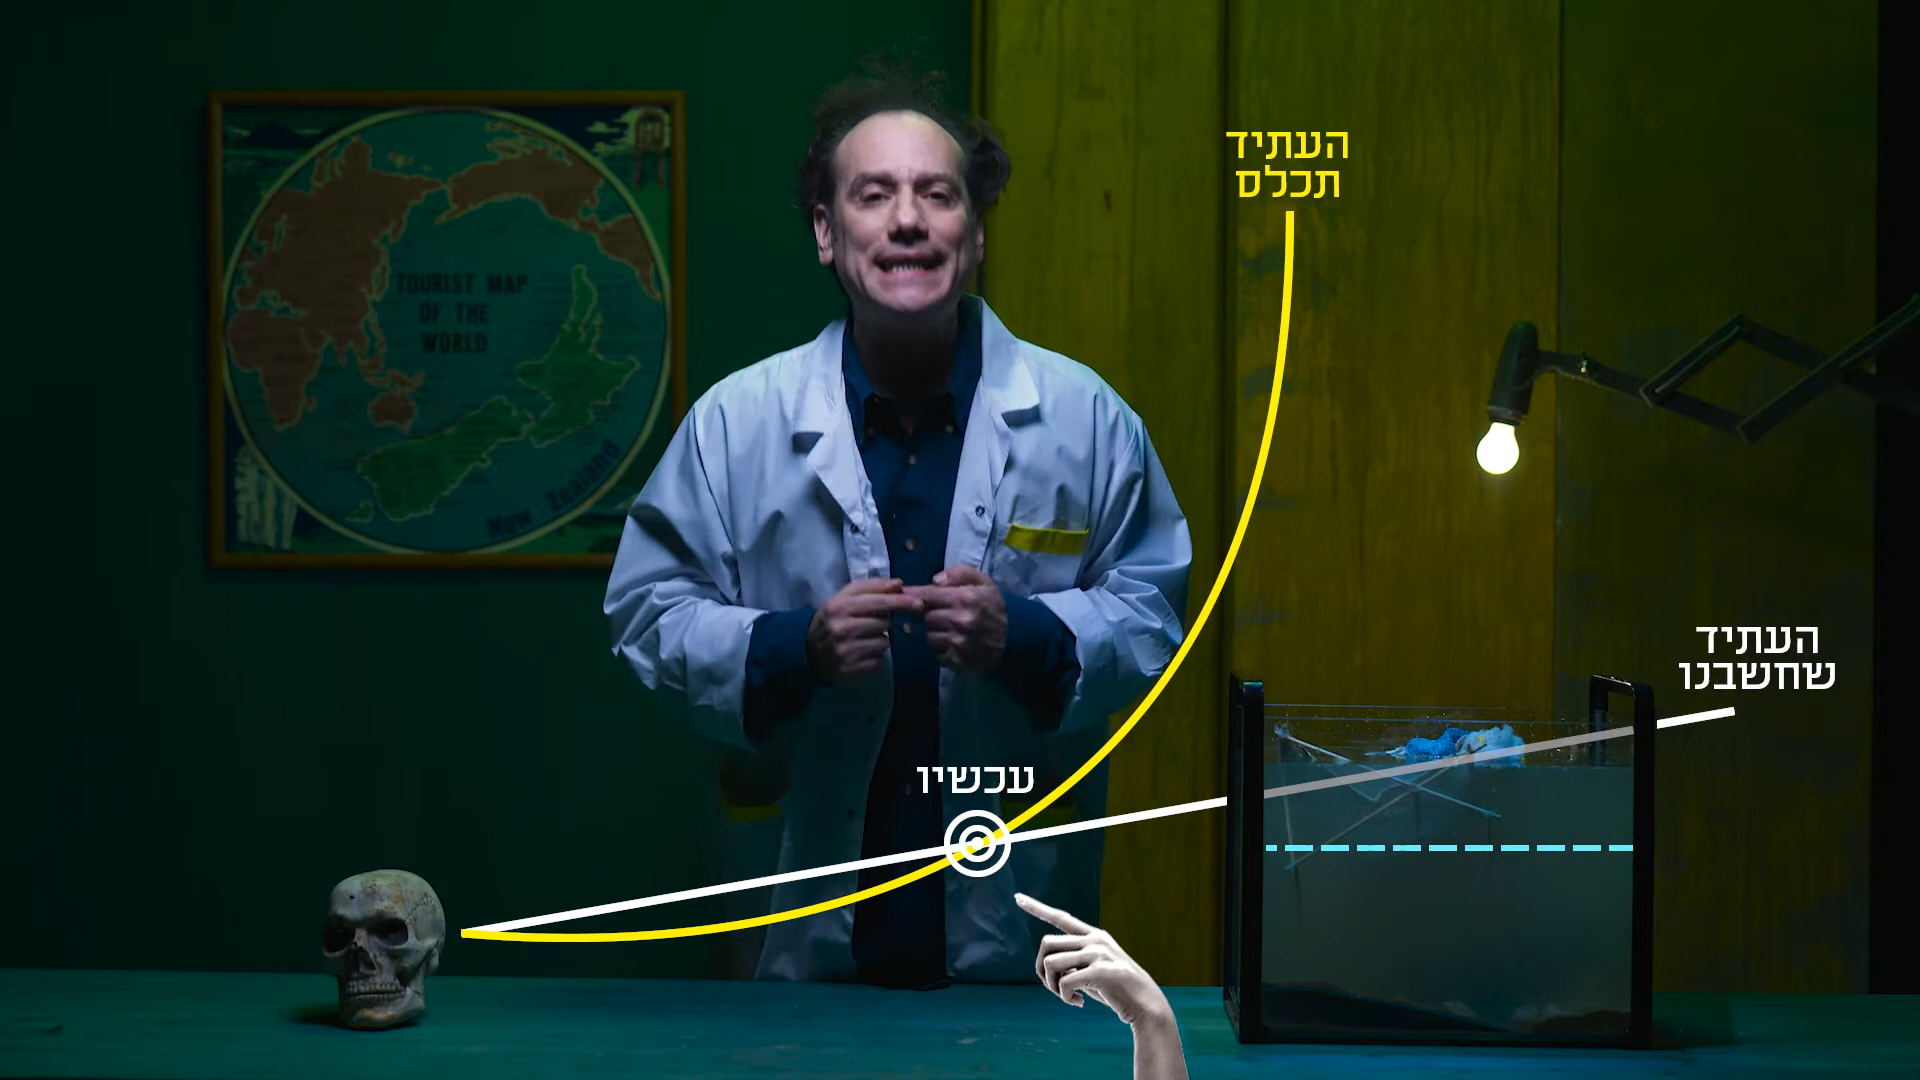 העתיד
תכלס
TOURIST MAP
OF THE
WORLD
New Zealand
העתיד
שחשבנו
עכשיו